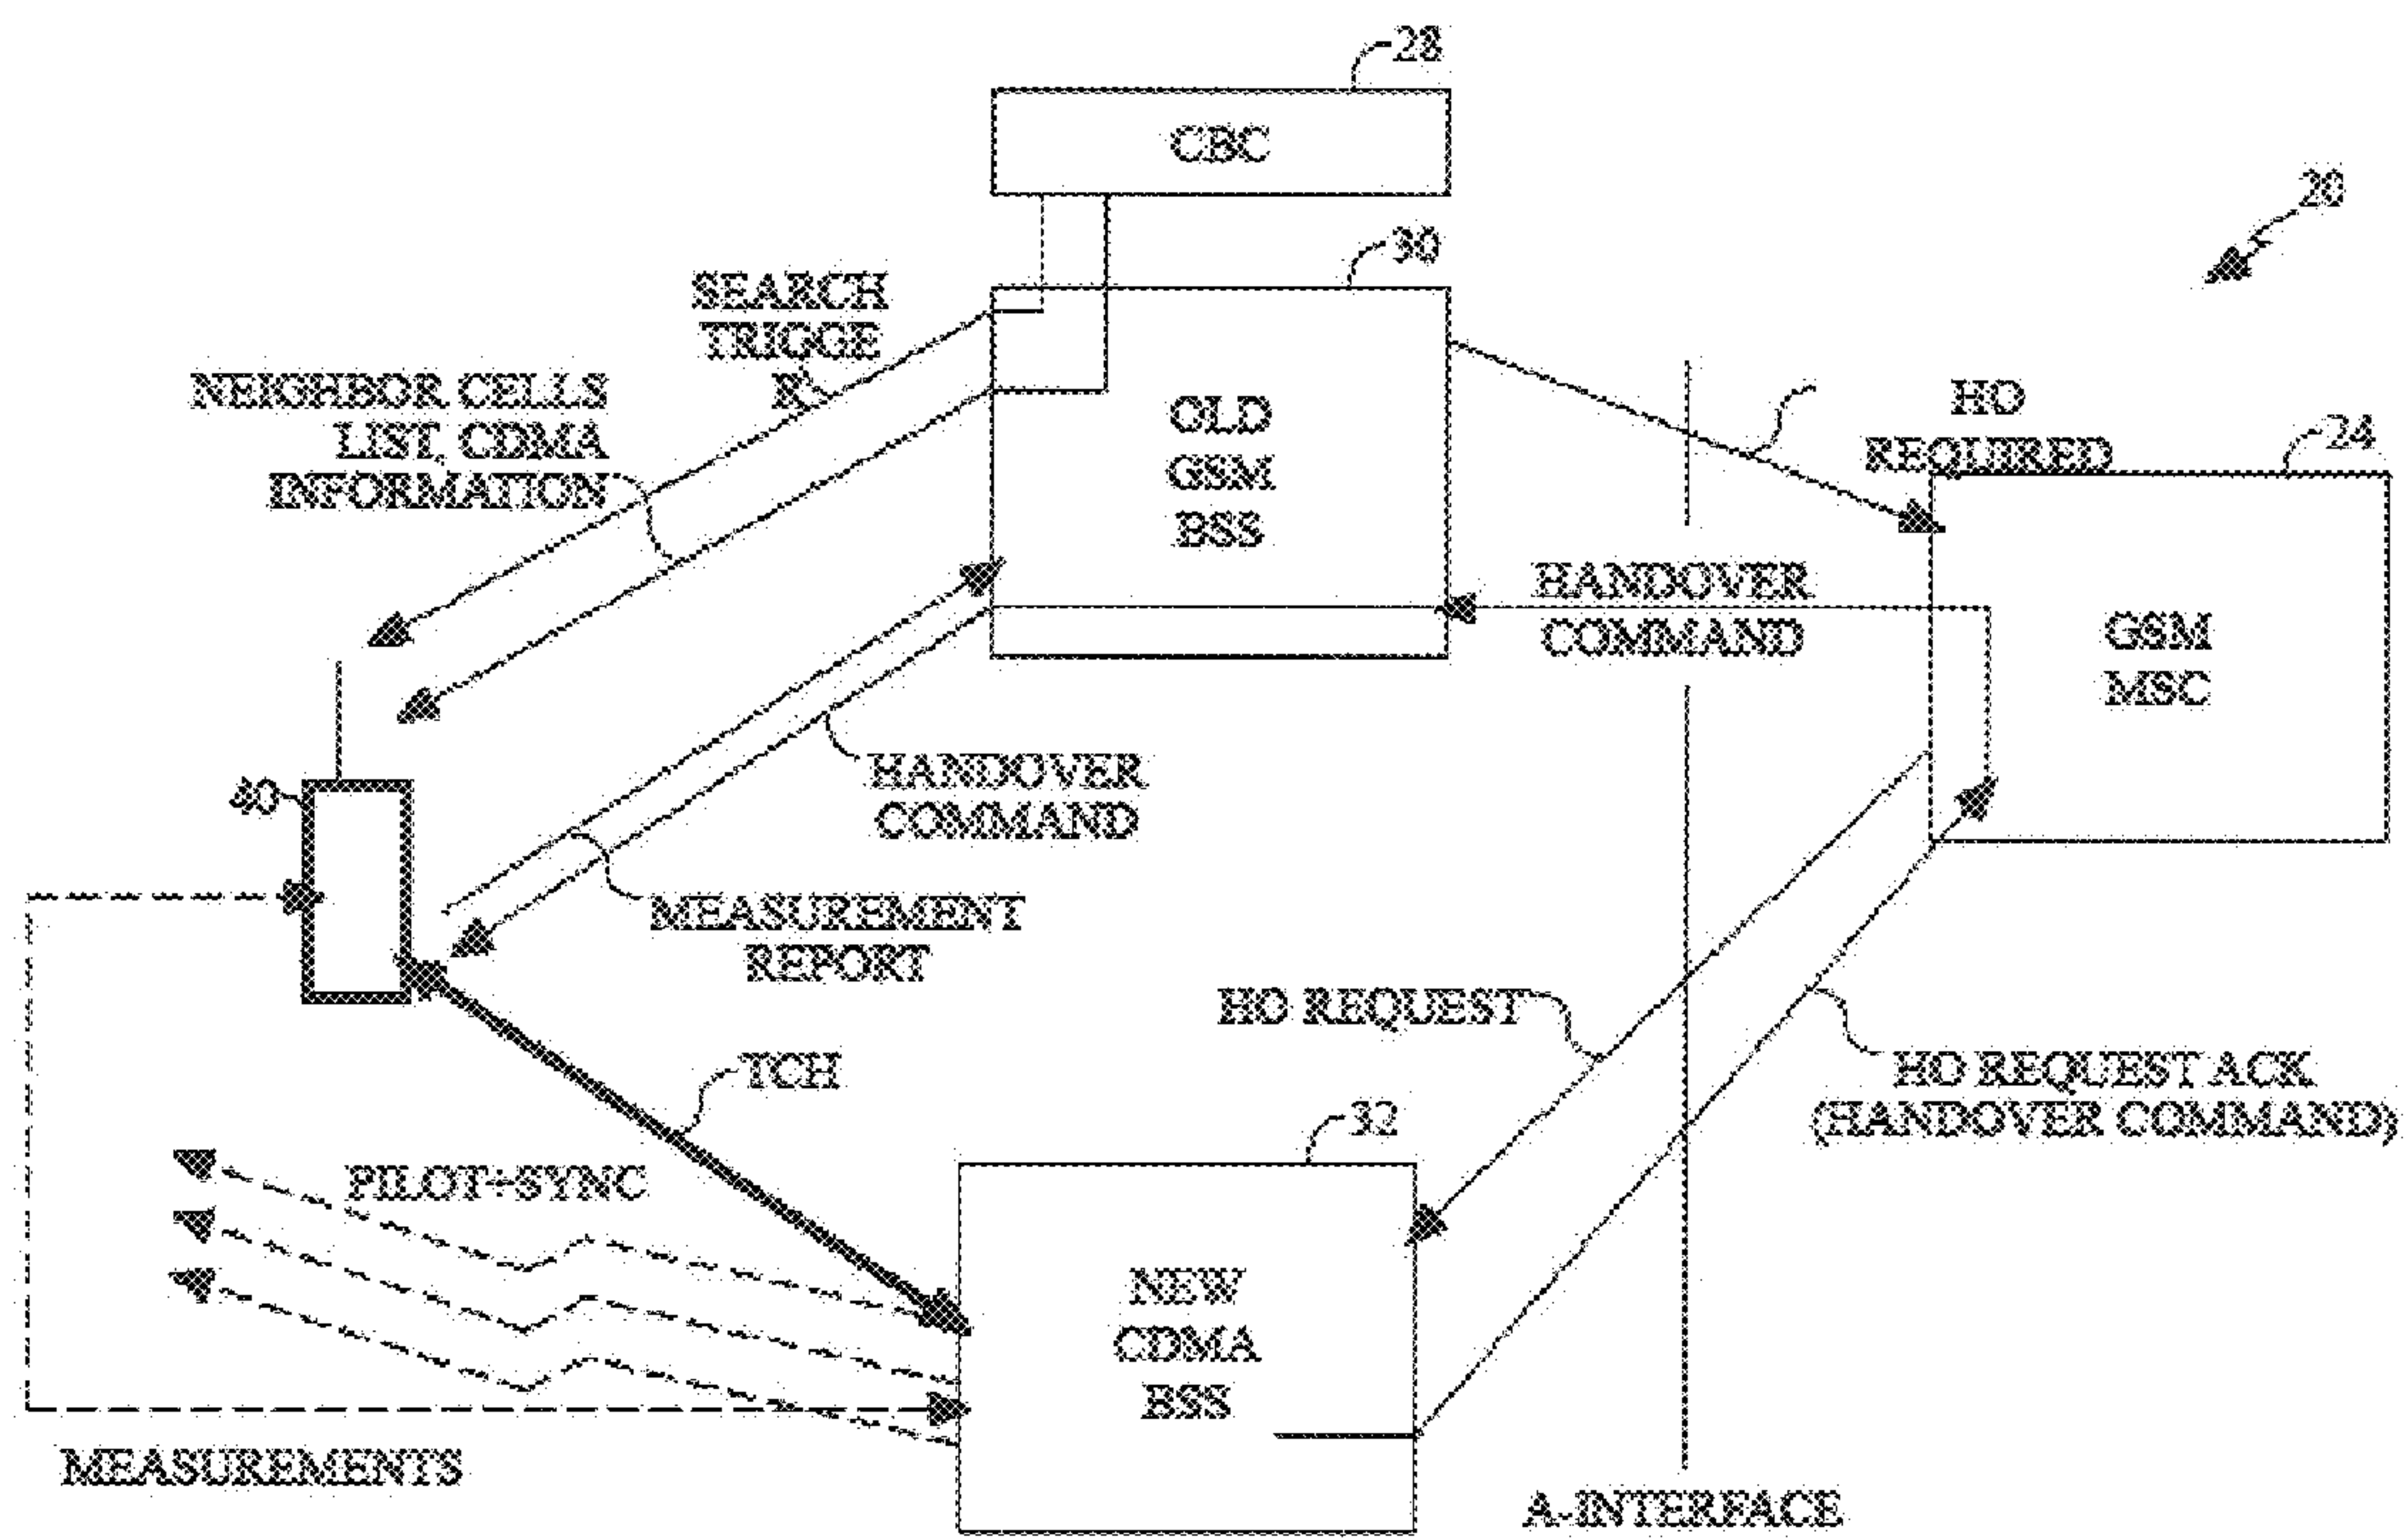 28
CBC
20
30
SEARCH
TRIGGE
R
NEIGHBOR CELLS
LIST, CDMA
INFORMATION
OLD
GSM
BSS
HO
REQUIRED
24
HANDOVER
COMMAND
GSM
MSC
HANDOVER
COMMAND
40
MEASUREMENT
REPORT
HO REQUEST
TCH
HO REQUEST ACK
(HANDOVER COMMAND)
32
PILOT+SYNC
NEW
CDMA
BSS
MEASUREMENTS
A-INTERFACE